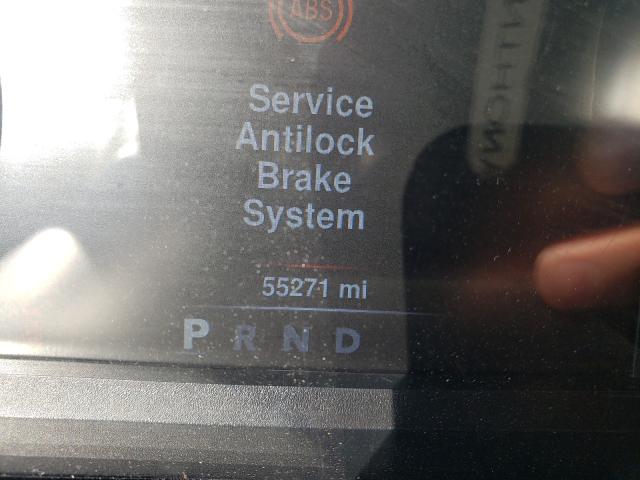 ABS
Service
Antilock
Brake
System
55271 mi
P R N D